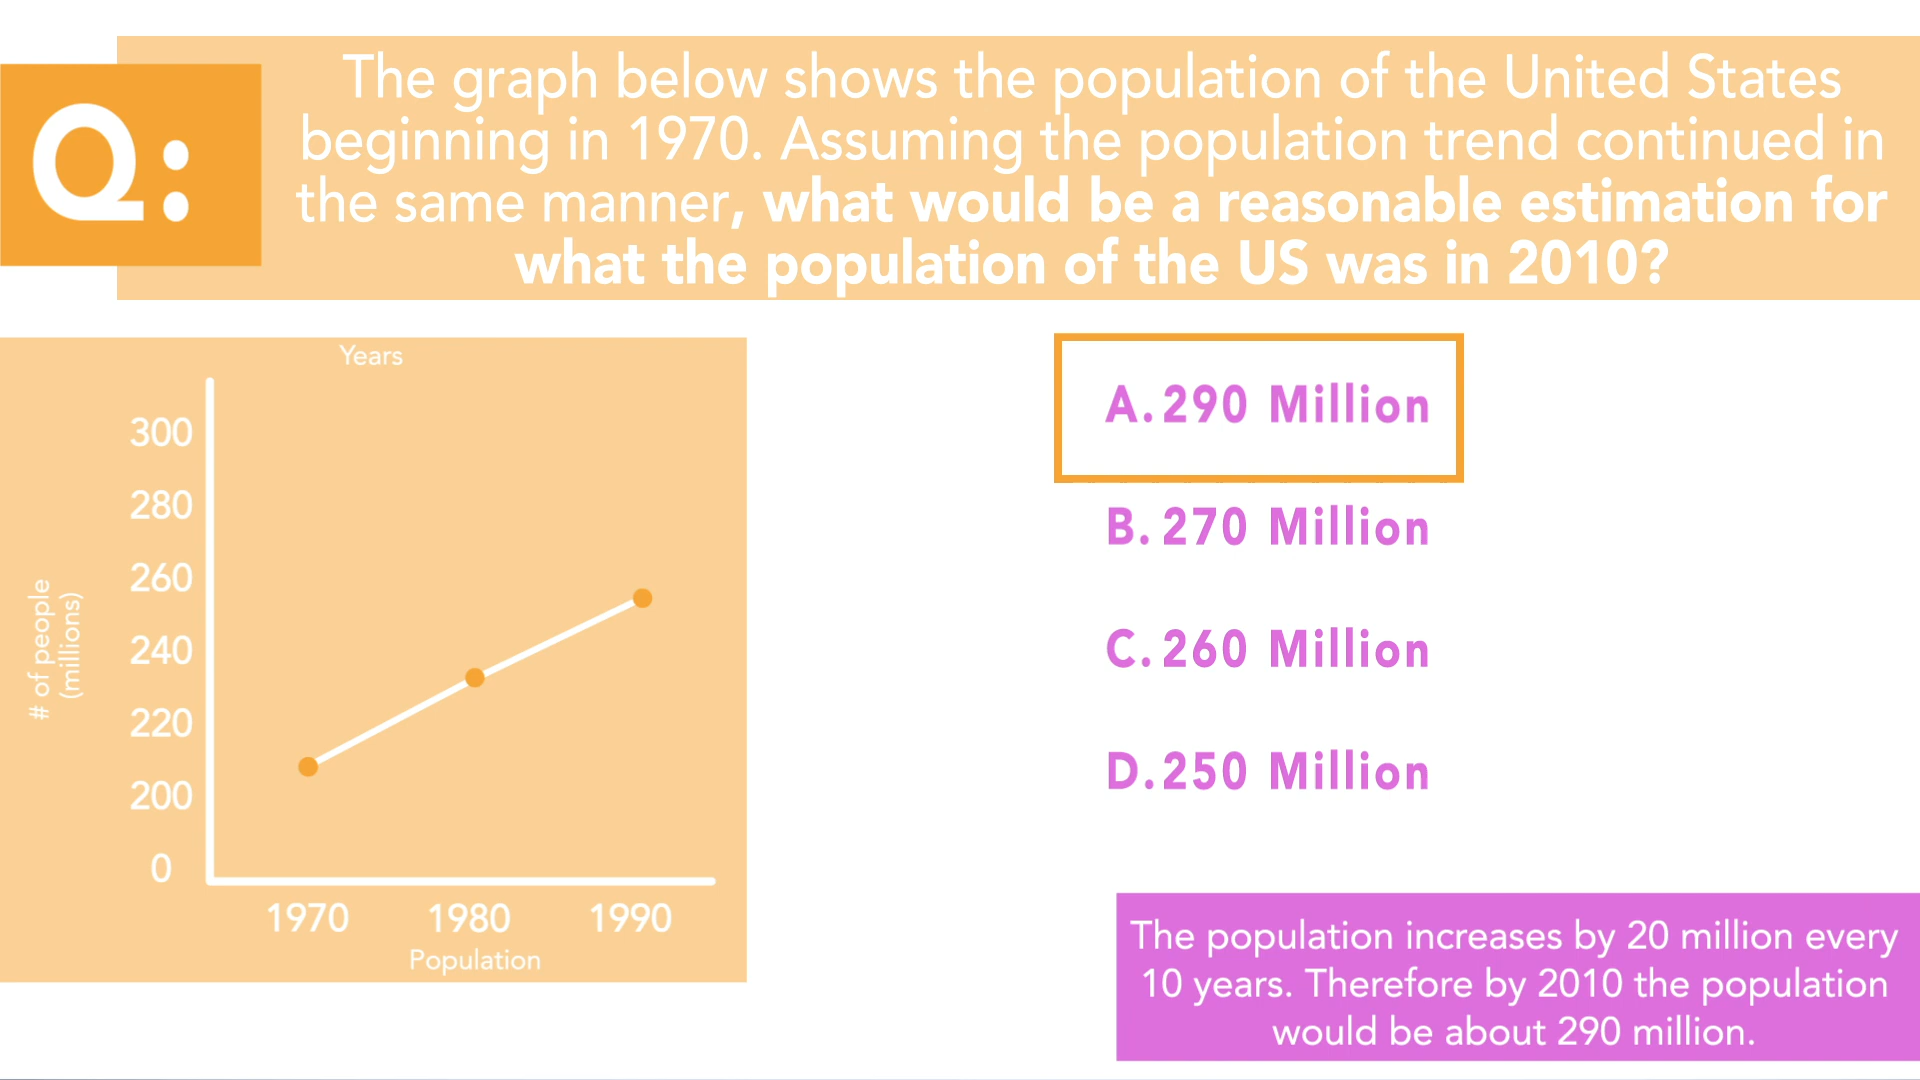 Q:
The graph below shows the population of the United States
beginning in 1970. Assuming the population trend continued in
the same manner, what would be a reasonable estimation for
what the population of the US was in 2010?
Years
300
280
260
240
220
200
0
# of people
(millions)
1970 1980 1990
Population
A. 290 Million
B. 270 Million
C. 260 Million
D. 250 Million
The population increases by 20 million every
10 years. Therefore by 2010 the population
would be about 290 million.